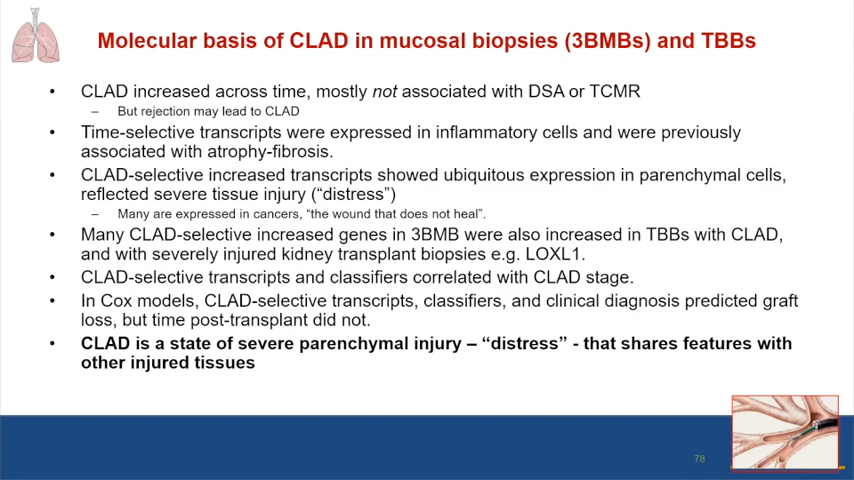 Molecular basis of CLAD in mucosal biopsies (3BMBs) and TBBs
• CLAD increased across time, mostly not associated with DSA or TCMR
– But rejection may lead to CLAD
• Time-selective transcripts were expressed in inflammatory cells and were previously
associated with atrophy-fibrosis.
• CLAD-selective increased transcripts showed ubiquitous expression in parenchymal cells,
reflected severe tissue injury (“distress”)
– Many are expressed in cancers, “the wound that does not heal”.
• Many CLAD-selective increased genes in 3BMB were also increased in TBBs with CLAD,
and with severely injured kidney transplant biopsies e.g. LOXL1.
• CLAD-selective transcripts and classifiers correlated with CLAD stage.
• In Cox models, CLAD-selective transcripts, classifiers, and clinical diagnosis predicted graft
loss, but time post-transplant did not.
• CLAD is a state of severe parenchymal injury – “distress” - that shares features with
other injured tissues
78